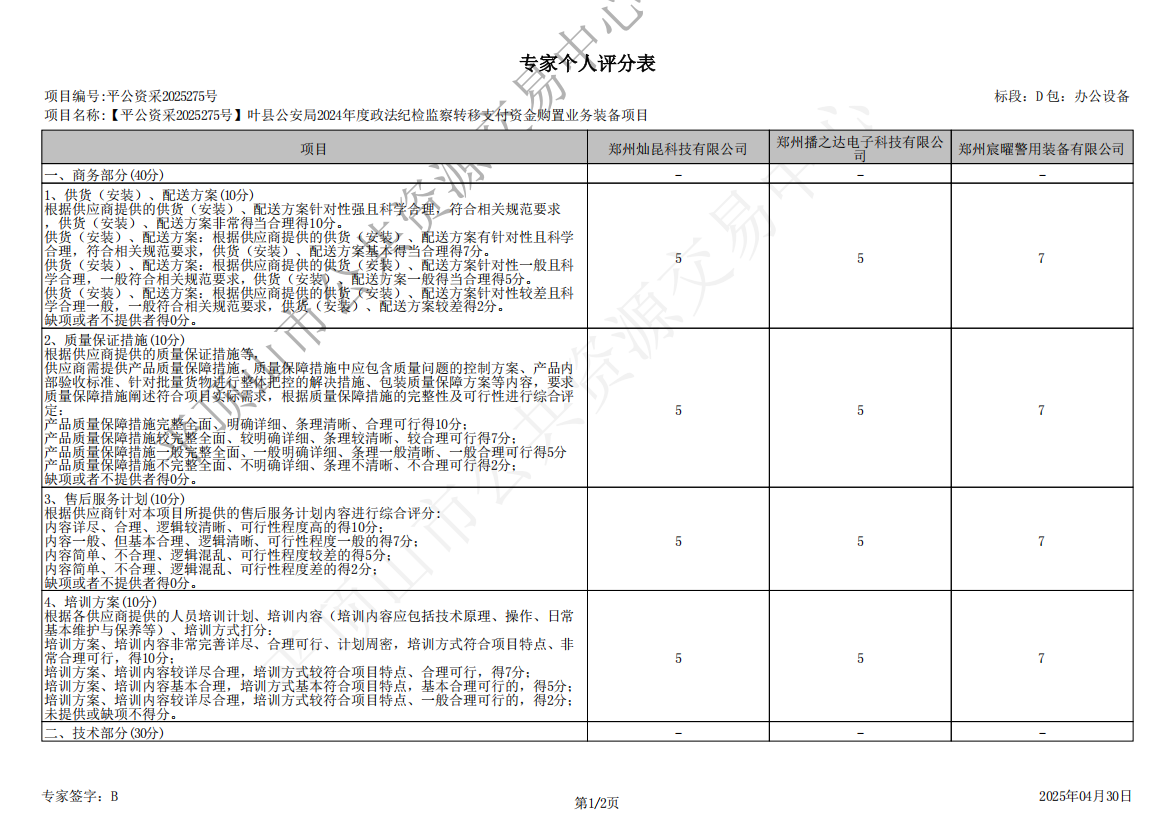 专家个人评分表
项目编号:平公资采2025275号
标段: D包: 办公设备
项目名称:【平公资采2025275号】叶县公安局2024年度政法纪检监察转移支付资金购置业务装备项目
项目 郑州灿昆科技有限公司 郑州播之达电子科技有限公司 郑州宸曜警用装备有限公司
一、商务部分(40分) - - -
1、供货（安装）、配送方案(10分)
根据供应商提供的供货（安装）、配送方案针对性强且科学合理，符合相关规范要求
，供货（安装）、配送方案非常得当合理得10分。
供货（安装）、配送方案: 根据供应商提供的供货（安装）、配送方案有针对性且科学
合理，符合相关规范要求，供货（安装）、配送方案基本得当合理得7分。
供货（安装）、配送方案: 根据供应商提供的供货（安装）、配送方案针对性一般且科
学合理，一般符合相关规范要求，供货（安装）、配送方案一般得当合理得5分。
供货（安装）、配送方案: 根据供应商提供的供货（安装）、配送方案针对性较差且科
学合理一般，一般符合相关规范要求，供货（安装）、配送方案较差得2分。
缺项或者不提供者得0分。
5 5 7
2、质量保证措施(10分)
根据供应商提供的质量保证措施等，
供应商需提供产品质量保障措施，质量保障措施中应包含质量问题的控制方案、产品内
部验收标准、针对批量货物进行整体把控的解决措施、包装质量保障方案等内容，要求
质量保障措施阐述符合项目实际需求，根据质量保障措施的完整性及可行性进行综合评
定:
产品质量保障措施完整全面、明确详细、条理清晰、合理可行得10分;
产品质量保障措施较完整全面、较明确详细、条理较清晰、较合理可行得7分;
产品质量保障措施一般完整全面、一般明确详细、条理一般清晰、一般合理可行得5分
产品质量保障措施不完整全面、不明确详细、条理不清晰、不合理可行得2分;
缺项或者不提供者得0分。
5 5 7
3、售后服务计划(10分)
根据供应商针对本项目所提供的售后服务计划内容进行综合评分:
内容详尽、合理、逻辑较清晰、可行性程度高的得10分;
内容一般、但基本合理、逻辑清晰、可行性程度一般的得7分;
内容简单、不合理、逻辑混乱、可行性程度较差的得5分;
内容简单、不合理、逻辑混乱、可行性程度差的得2分;
缺项或者不提供者得0分。
5 5 7
4、培训方案(10分)
根据各供应商提供的人员培训计划、培训内容（培训内容应包括技术原理、操作、日常
基本维护与保养等）、培训方式打分:
培训方案、培训内容非常完善详尽、合理可行、计划周密，培训方式符合项目特点、非
常合理可行，得10分;
培训方案、培训内容较详尽合理，培训方式较符合项目特点、合理可行，得7分;
培训方案、培训内容基本合理，培训方式基本符合项目特点，基本合理可行的，得5分;
培训方案、培训内容较详尽合理，培训方式较符合项目特点、一般合理可行的，得2分;
未提供或缺项不得分。
5 5 7
二、技术部分(30分) - - -
专家签字: B
第1/2页
2025年04月30日
平顶山市公共资源交易中心
平顶山市公共资源交易中心